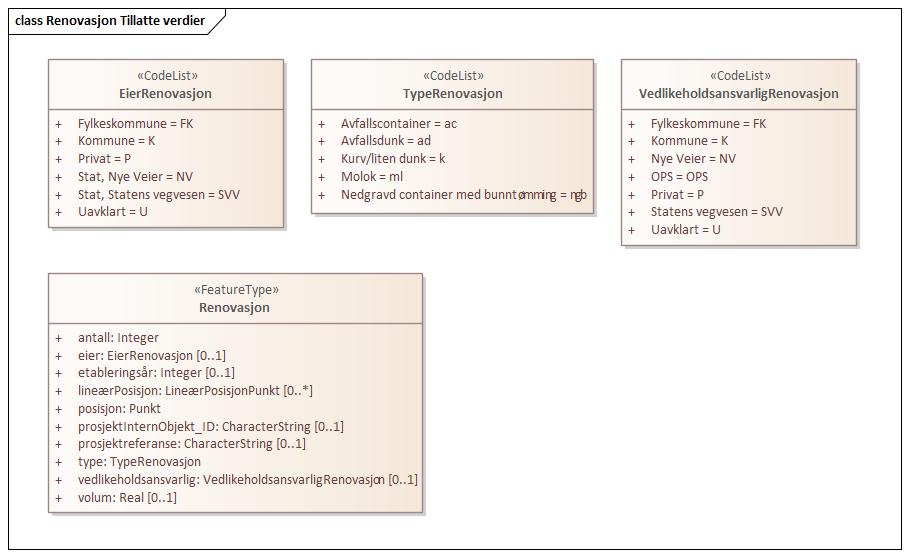 class Renovasjon Tillatte verdier
«CodeList»
EierRenovasjon
+ Fylkeskommune = FK
+ Kommune = K
+ Privat = P
+ Stat, Nye Veier = NV
+ Stat, Statens vegvesen = SVV
+ Uavklart = U
«CodeList»
TypeRenovasjon
+ Avfallscontainer = ac
+ Avfallsdunk = ad
+ Kurv/liten dunk = k
+ Molok = ml
+ Nedgravd container med bunntømming = ngb
«CodeList»
VedlikeholdsansvarligRenovasjon
+ Fylkeskommune = FK
+ Kommune = K
+ Nye Veier = NV
+ OPS = OPS
+ Privat = P
+ Statens vegvesen = SVV
+ Uavklart = U
«FeatureType»
Renovasjon
+ antall: Integer
+ eier: EierRenovasjon [0..1]
+ etableringsår: Integer [0..1]
+ lineærPosisjon: LineærPosisjonPunkt [0..*]
+ posisjon: Punkt
+ prosjektInternObjekt_ID: CharacterString [0..1]
+ prosjektreferanse: CharacterString [0..1]
+ type: TypeRenovasjon
+ vedlikeholdsansvarlig: VedlikeholdsansvarligRenovasjon [0..1]
+ volum: Real [0..1]